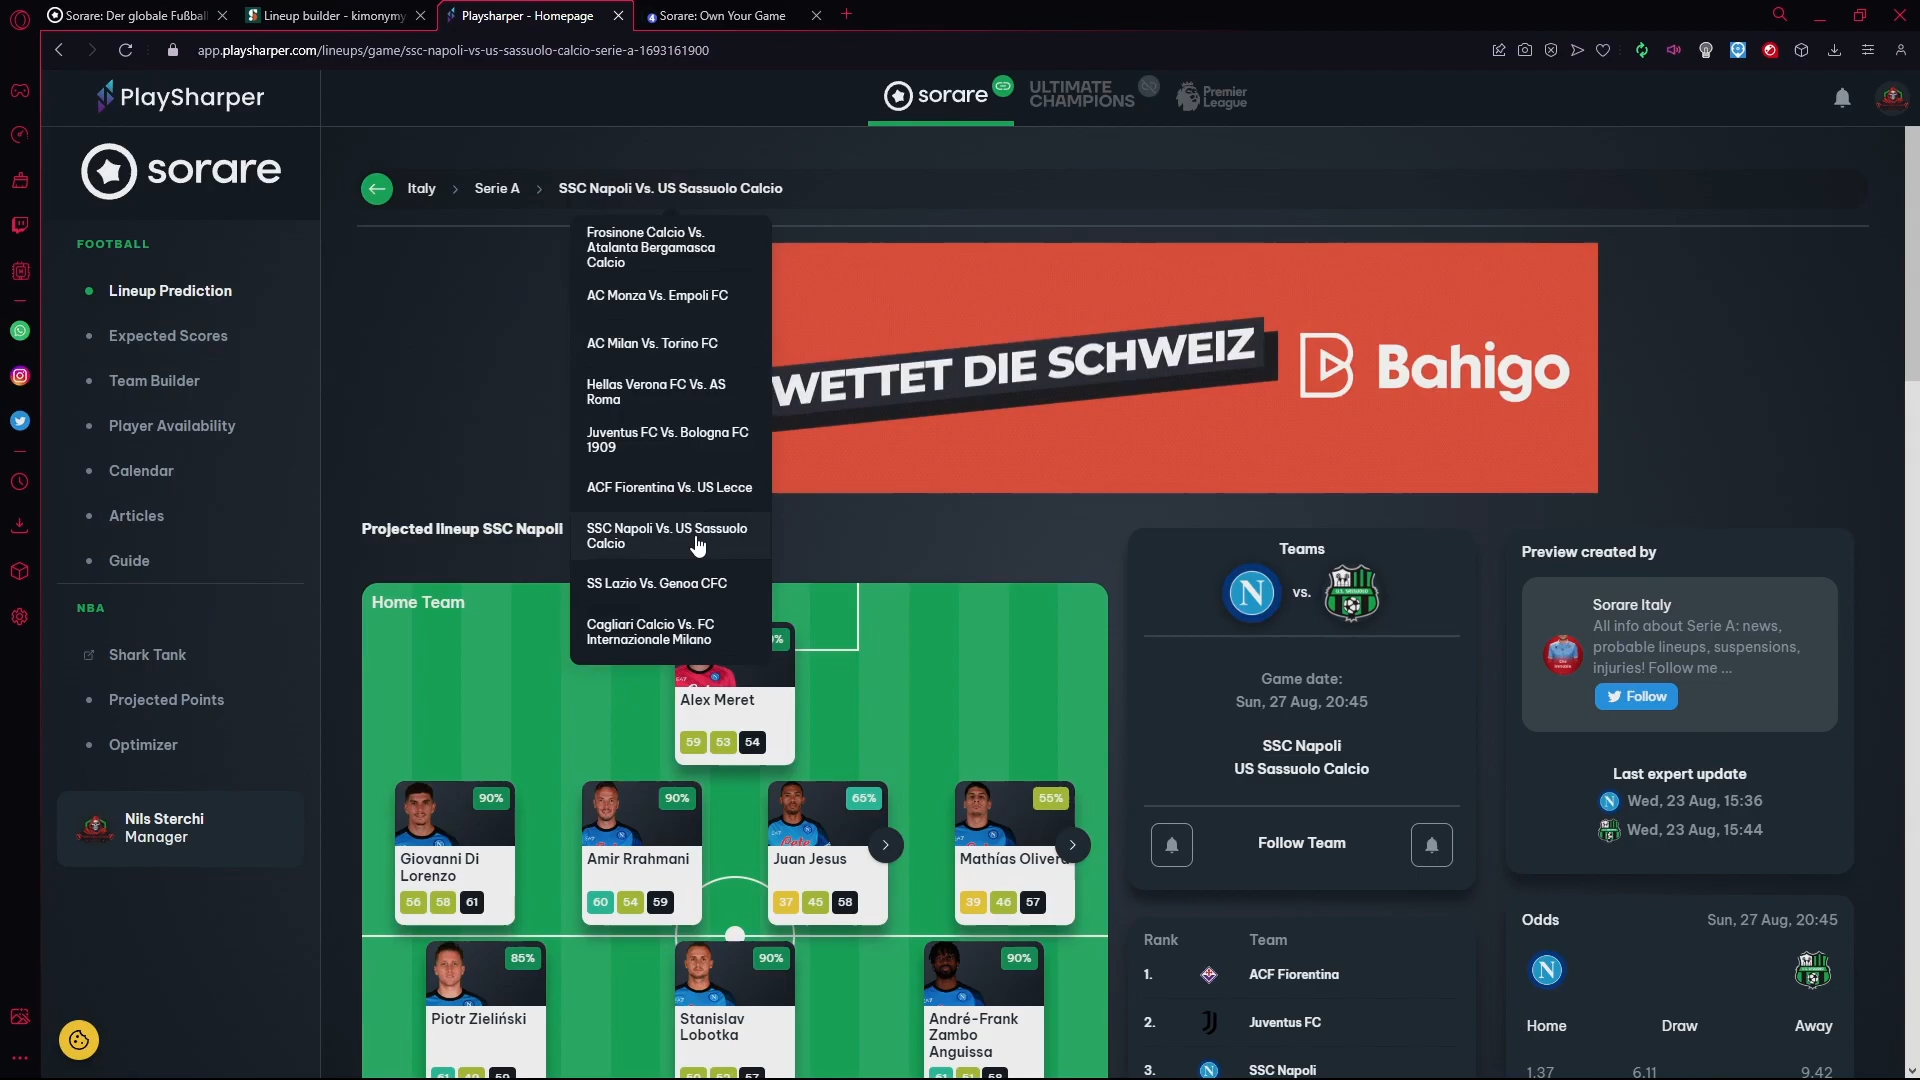 Sorare: Der globale Fußball
Lineup builder - kimonymy
Playsharper - Homepage
Sorare: Own Your Game
app.playsharper.com/lineups/game/ssc-napoli-vs-us-sassuolo-calcio-serie-a-1693161900
PlaySharper
sorare
ULTIMATE
CHAMPIONS
Premier
League
sorare
FOOTBALL
Lineup Prediction
Expected Scores
Team Builder
Player Availability
Calendar
Articles
Guide
NBA
Shark Tank
Projected Points
Optimizer
Nils Sterchi
Manager
Italy > Serie A > SSC Napoli Vs. US Sassuolo Calcio
Frosinone Calcio Vs.
Atalanta Bergamasca
Calcio
AC Monza Vs. Empoli FC
AC Milan Vs. Torino FC
Hellas Verona FC Vs. AS
Roma
Juventus FC Vs. Bologna FC
1909
ACF Fiorentina Vs. US Lecce
SSC Napoli Vs. US Sassuolo
Calcio
SS Lazio Vs. Genoa CFC
Cagliari Calcio Vs. FC
Internazionale Milano
WETTET DIE SCHWEIZ
Bahigo
Projected lineup SSC Napoli
Home Team
Alex Meret
59 53 54
90%
Giovanni Di
Lorenzo
56 58 61
90%
Amir Rrahmani
60 54 59
65%
Juan Jesus
37 45 58
55%
Mathías Olivera
39 46 57
85%
Piotr Zieliński
90%
Stanislav
Lobotka
90%
André-Frank
Zambo
Anguissa
Teams
vs.
Game date:
Sun, 27 Aug, 20:45
SSC Napoli
US Sassuolo Calcio
Follow Team
Rank Team
1. ACF Fiorentina
2. Juventus FC
3. SSC Napoli
Preview created by
Sorare Italy
All info about Serie A: news,
probable lineups, suspensions,
injuries! Follow me ...
Follow
Last expert update
Wed, 23 Aug, 15:36
Wed, 23 Aug, 15:44
Odds Sun, 27 Aug, 20:45
Home Draw Away
1.37 6.11 9.42